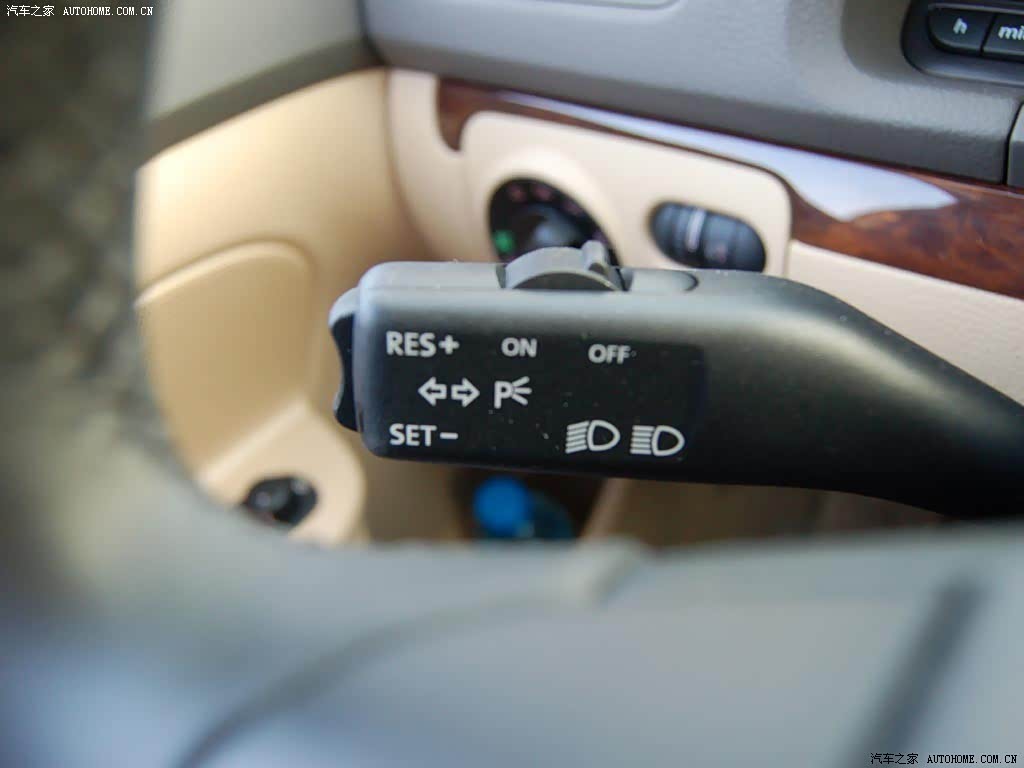 汽车之家 AUTOHOME.COM.CN
h
RES+ ON OFF
P
SET−
汽车之家 AUTOHOME.COM.CN